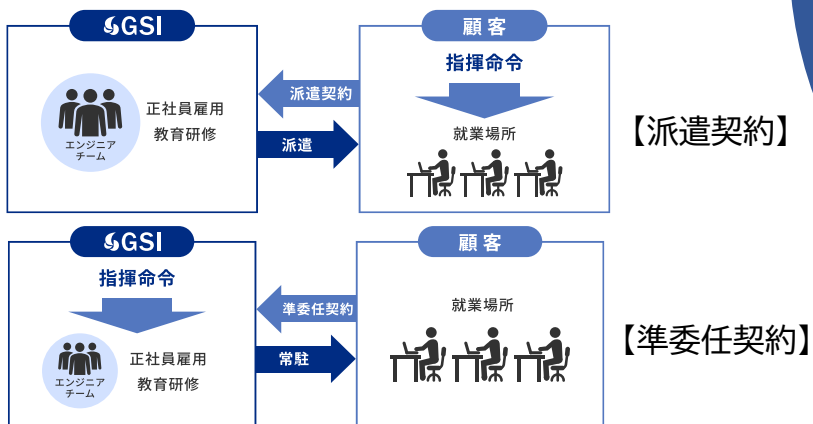 GSI
顧客
指揮命令
派遣契約
正社員雇用
教育研修
エンジニア
チーム
派遣
就業場所
【派遣契約】
GSI
顧客
指揮命令
準委任契約
就業場所
正社員雇用
教育研修
エンジニア
チーム
常駐
【準委任契約】